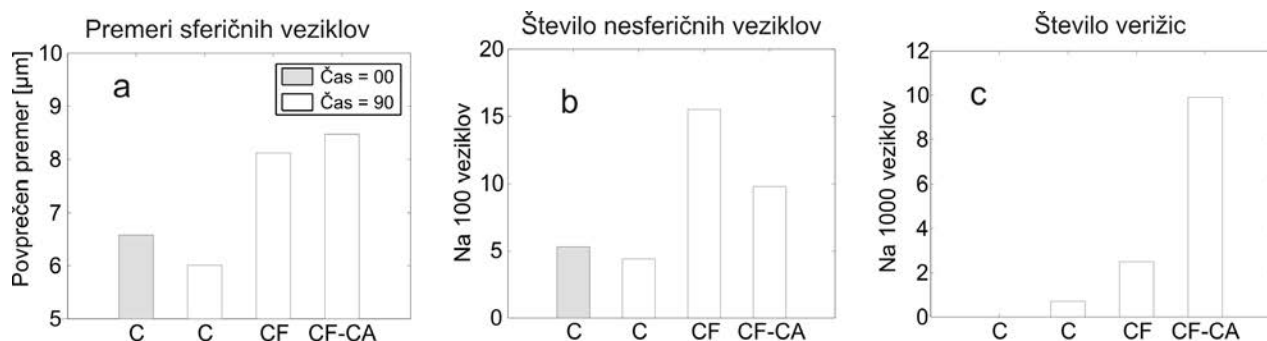 Premeri sferičnih veziklov
Povprečen premer [µm]
10
9
8
7
6
5
a
Čas = 00
Čas = 90
C
C
CF
CF-CA
Število nesferičnih veziklov
Na 100 veziklov
20
15
10
5
0
b
C
C
CF
CF-CA
Število verižic
Na 1000 veziklov
12
10
8
6
4
2
0
c
C
C
CF
CF-CA